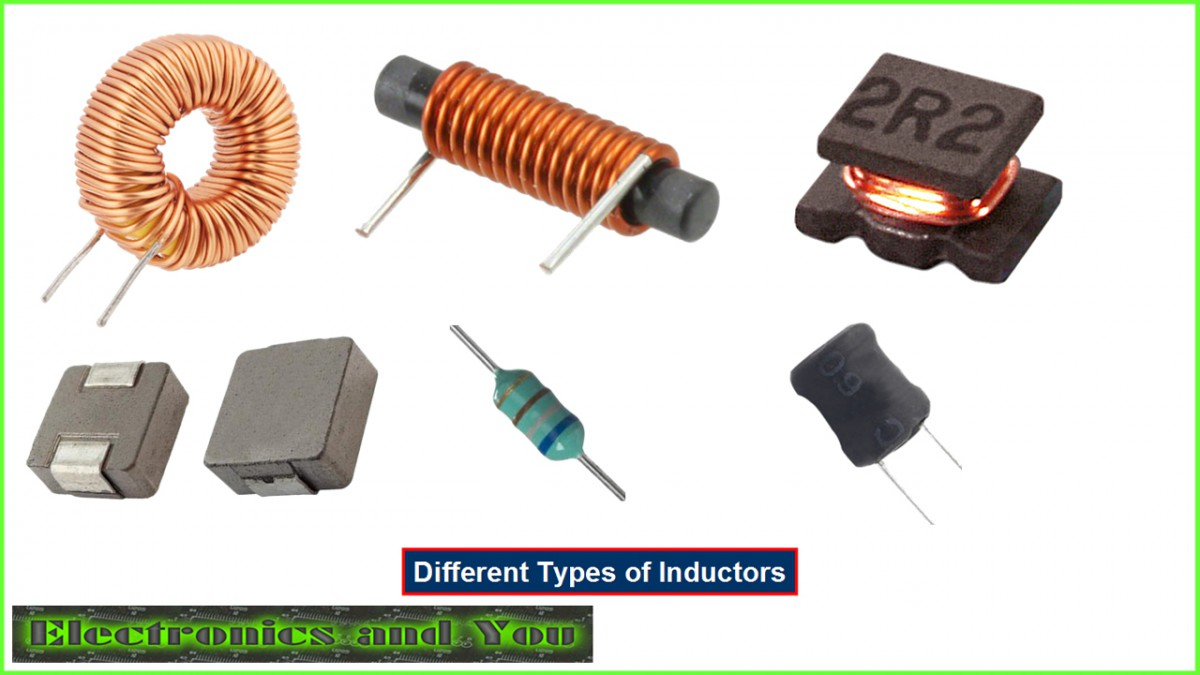 2R2
Different Types of Inductors
Electronics and You